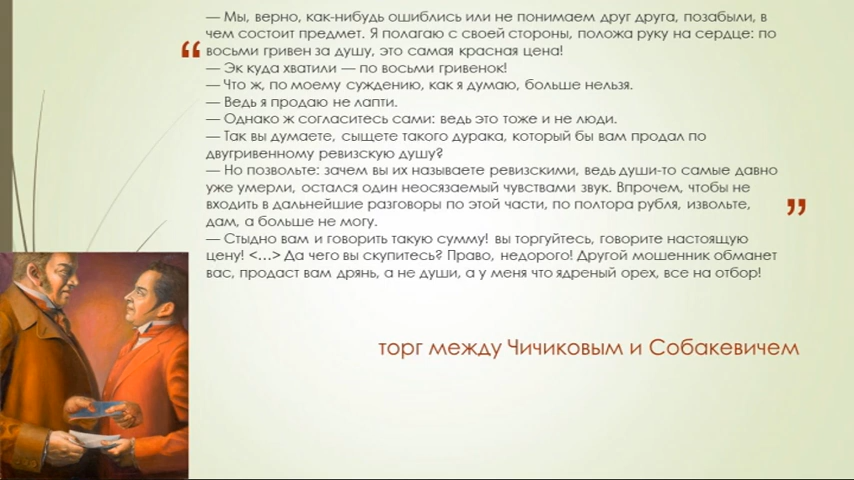 — Мы, верно, как-нибудь ошиблись или не понимаем друг друга, позабыли, в
чем состоит предмет. Я полагаю с своей стороны, положа руку на сердце: по
“ восьми гривен за душу, это самая красная цена!
— Эк куда хватили — по восьми гривенок!
— Что ж, по моему суждению, как я думаю, больше нельзя.
— Ведь я продаю не лапти.
— Однако ж согласитесь сами: ведь это тоже и не люди.
— Так вы думаете, сыщете такого дурака, который бы вам продал по
двугривенному ревизскую душу?
— Но позвольте: зачем вы их называете ревизскими, ведь души-то самые давно
уже умерли, остался один неосязаемый чувствами звук. Впрочем, чтобы не
входить в дальнейшие разговоры по этой части, по полтора рубля, извольте, ”
дам, а больше не могу.
— Стыдно вам и говорить такую сумму! вы торгуйтесь, говорите настоящую
цену! <…> Да чего вы скупитесь? Право, недорого! Другой мошенник обманет
вас, продаст вам дрянь, а не души, а у меня что ядреный орех, все на отбор!
торг между Чичиковым и Собакевичем